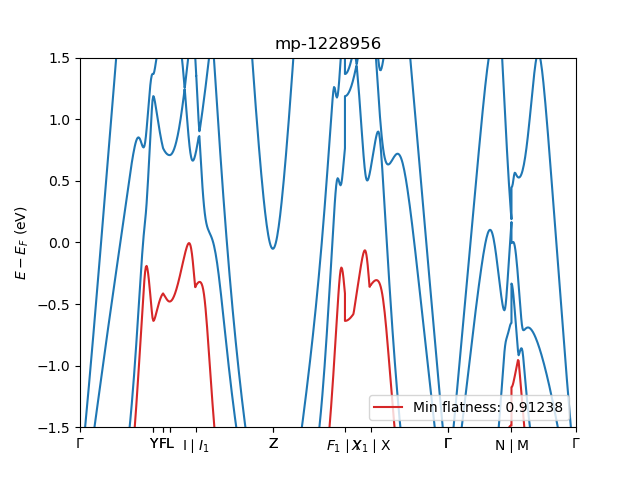 mp-1228956
E − E_F (eV)
1.5
1.0
0.5
0.0
−0.5
−1.0
−1.5
Min flatness: 0.91238
Γ Y F L I | I₁ Z F₁ | X₁ | X Γ N | M Γ